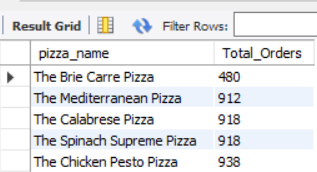 Result Grid Filter Rows:
pizza_name Total_Orders
The Brie Carre Pizza 480
The Mediterranean Pizza 912
The Calabrese Pizza 918
The Spinach Supreme Pizza 918
The Chicken Pesto Pizza 938